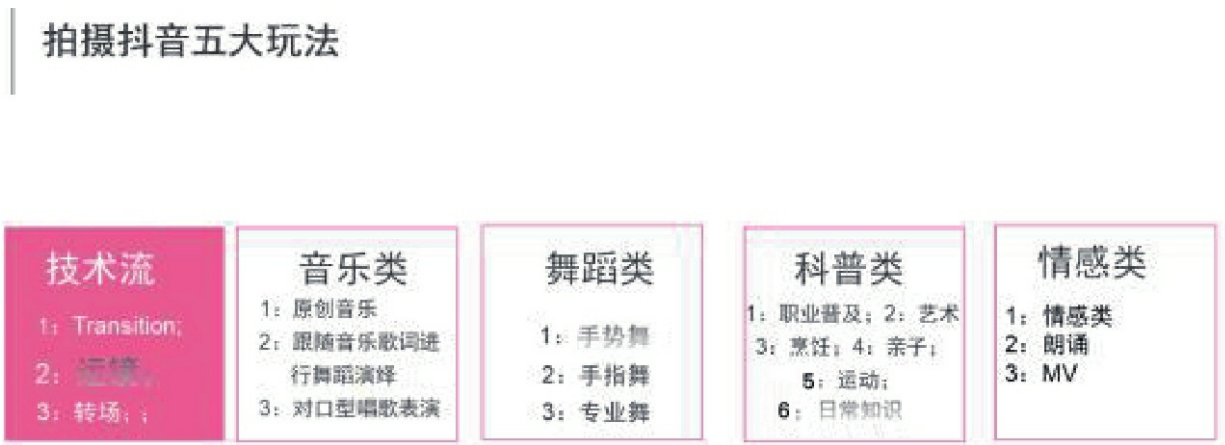 拍摄抖音五大玩法
技术流
1：Transition;
2：运镜；
3：转场；;
音乐类
1：原创音乐
2：跟随音乐歌词进
行舞蹈演绎
3：对口型唱歌表演
舞蹈类
1：手势舞
2：手指舞
3：专业舞
科普类
1：职业普及；2：艺术
3：烹饪；4：亲子；
5：运动；
6：日常知识
情感类
1：情感类
2：朗诵
3：MV